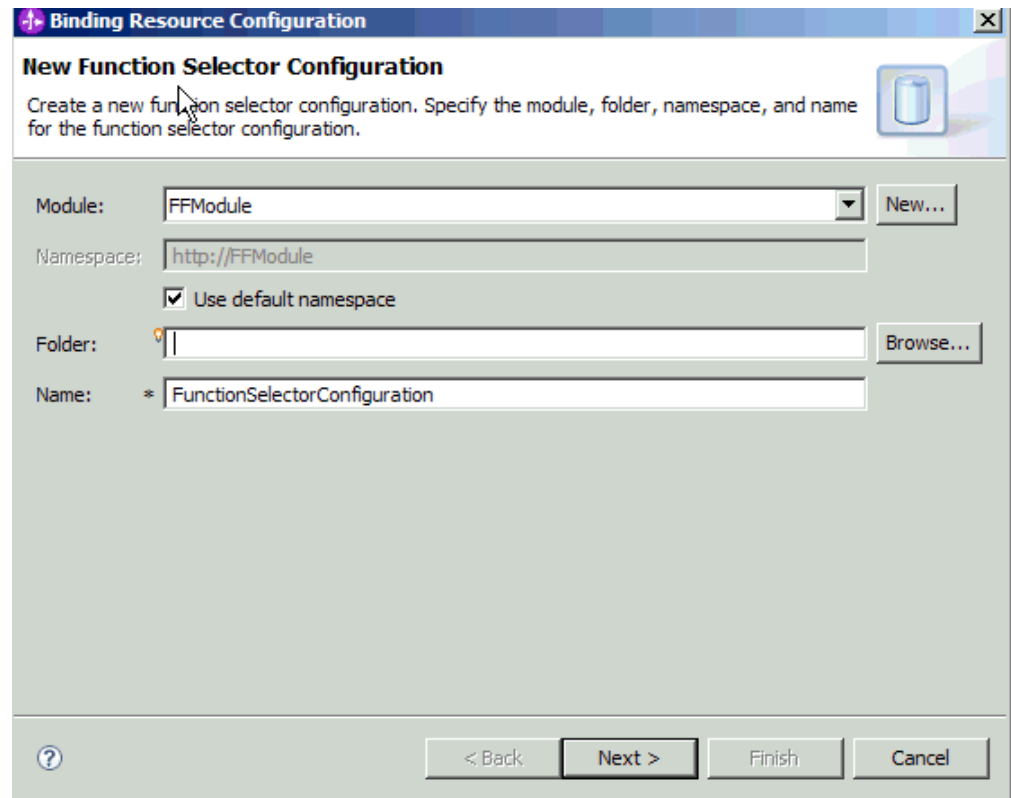 Binding Resource Configuration
New Function Selector Configuration
Create a new function selector configuration. Specify the module, folder, namespace, and name
for the function selector configuration.
Module: FFModule New...
Namespace: http://FFModule
Use default namespace
Folder: Browse...
Name: * FunctionSelectorConfiguration
< Back Next > Finish Cancel